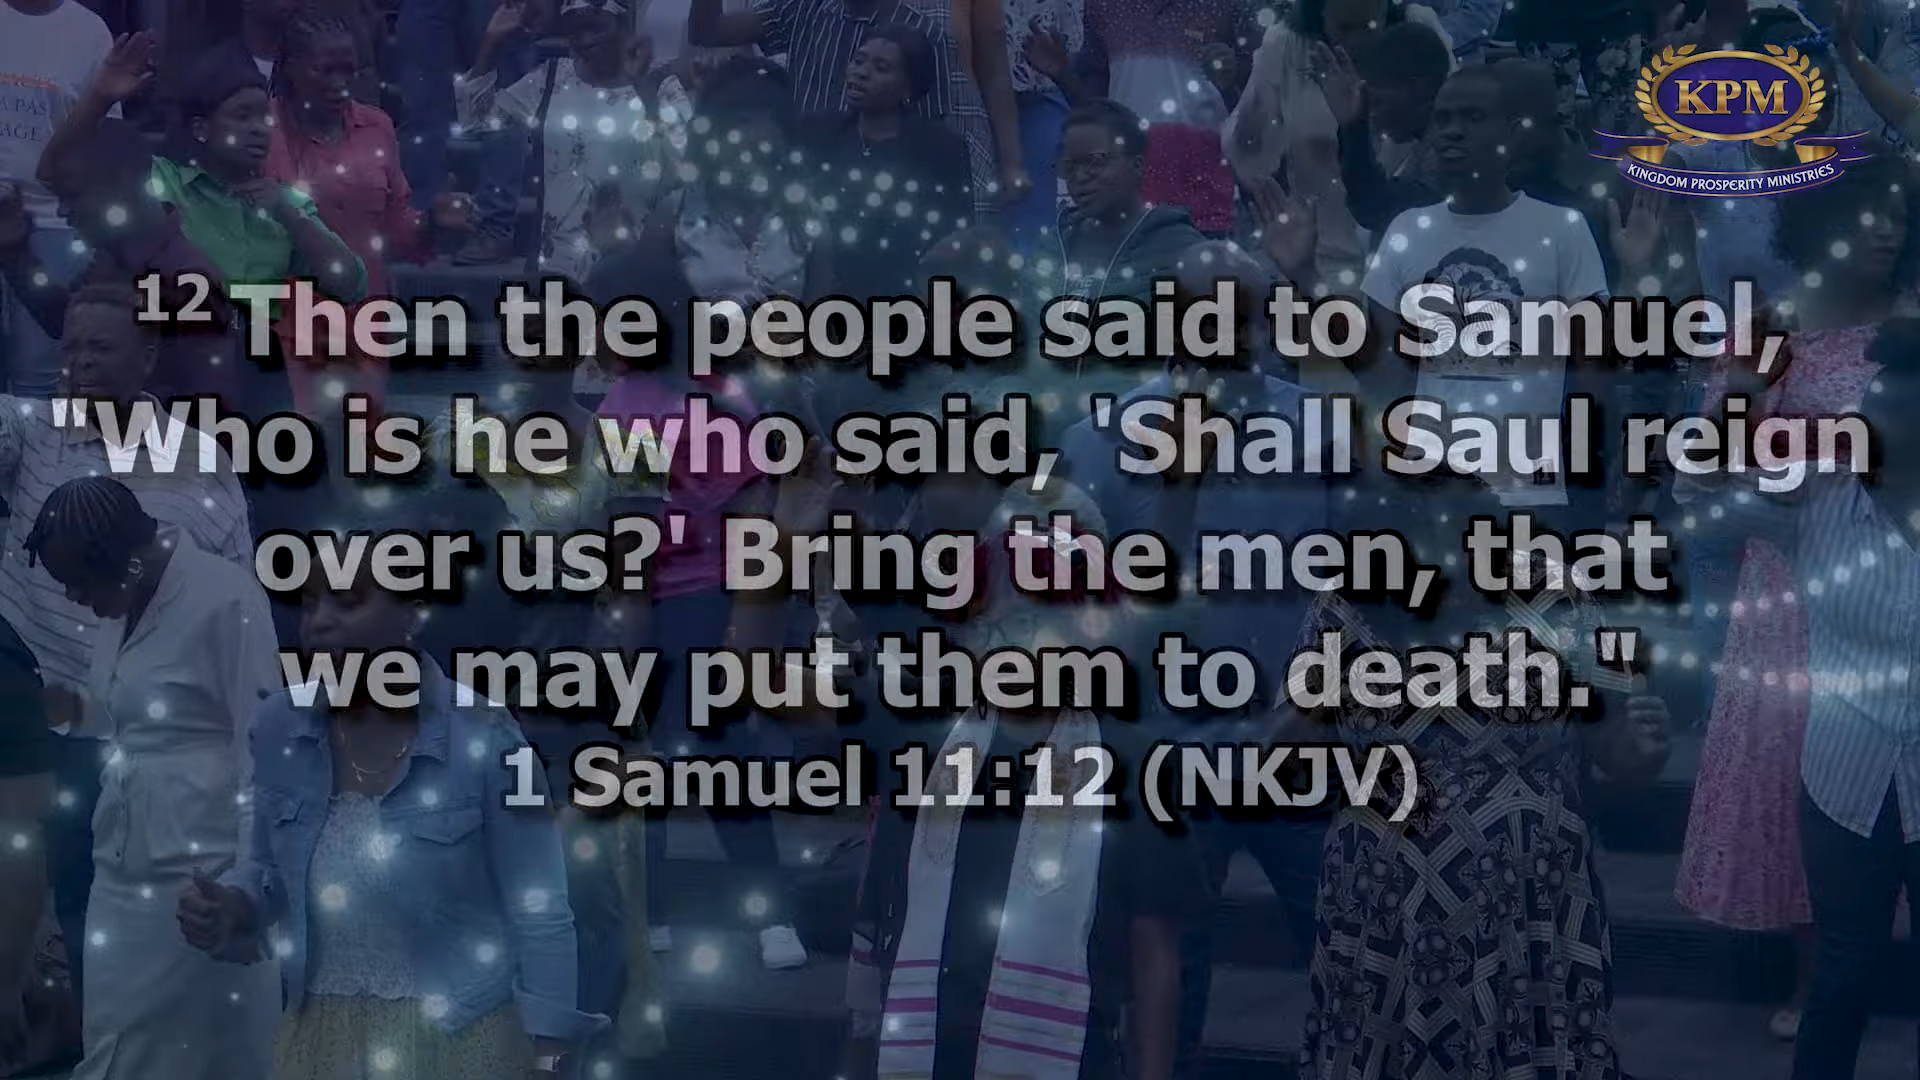 KPM
KINGDOM PROSPERITY MINISTRIES
12 Then the people said to Samuel,
"Who is he who said, 'Shall Saul reign
over us?' Bring the men, that
we may put them to death."
1 Samuel 11:12 (NKJV)